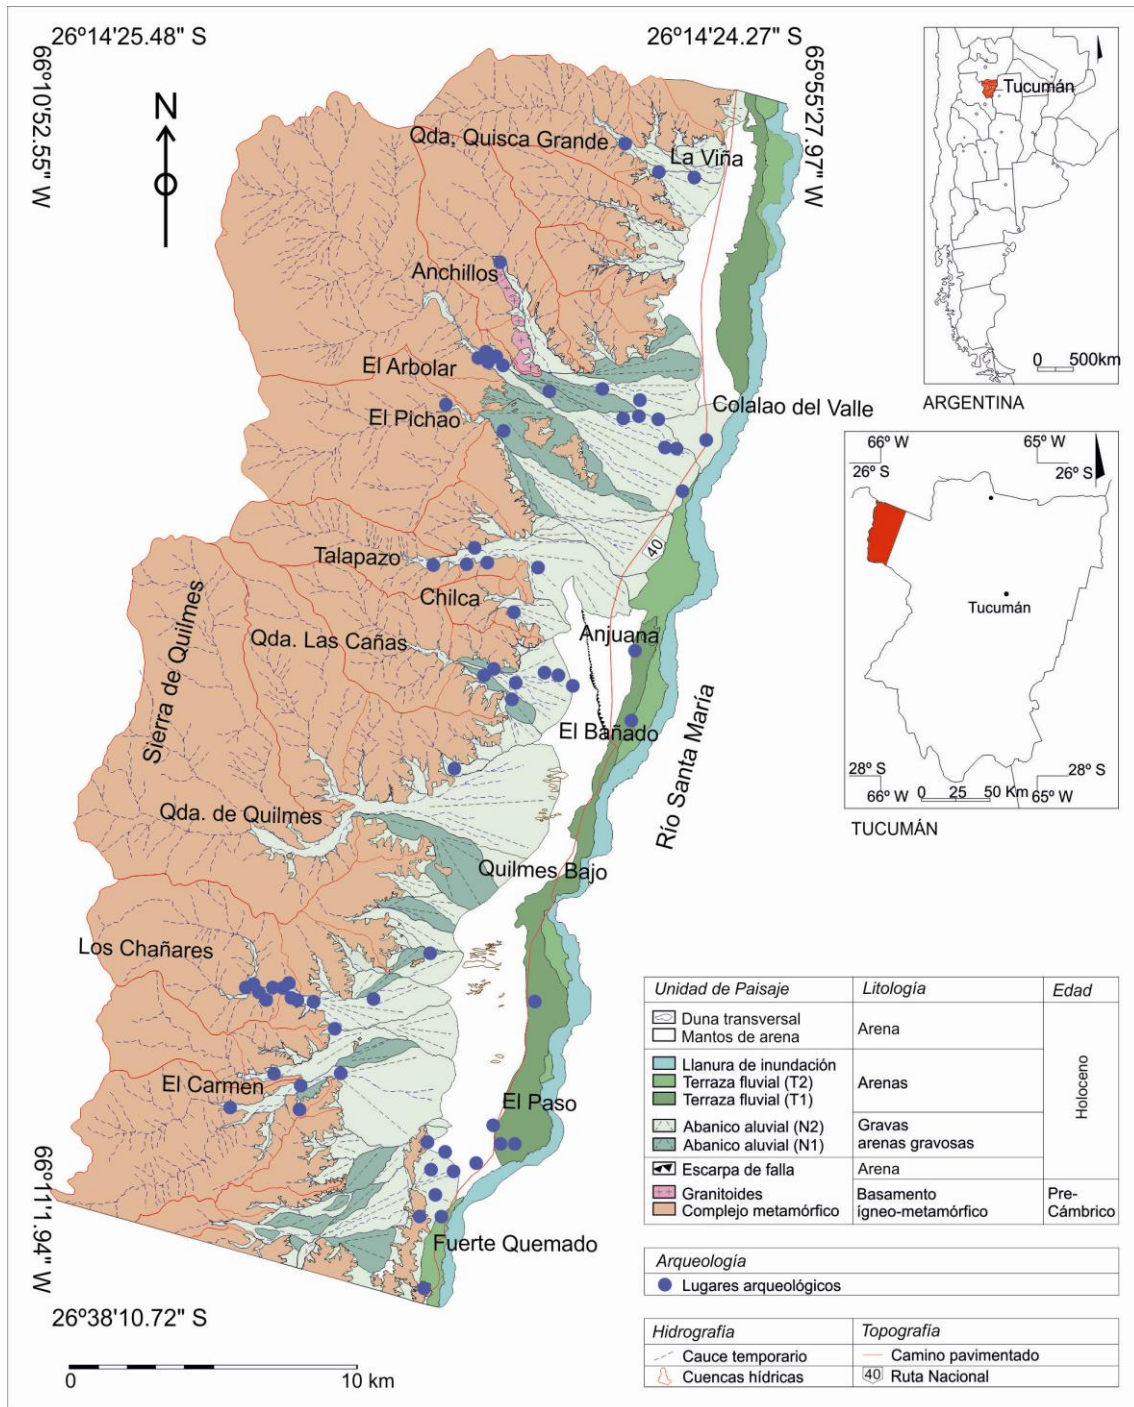 26º14'25.48" S
26º14'24.27" S
66º10'52.55" W
65º55'27.97" W
N
Qda. Quisca Grande
La Viña
Anchillos
El Arbolar
El Pichao
Colalao del Valle
40
Talapazo
Chilca
Anjuana
Qda. Las Cañas
Sierra de Quilmes
El Bañado
Río Santa María
Qda. de Quilmes
Quilmes Bajo
Los Chañares
El Carmen
El Paso
Fuerte Quemado
66º11'1.94" W
26º38'10.72" S
0 10 km
Tucumán
0 500km
ARGENTINA
66º W 65º W
26º S 26º S
Tucumán
28º S 28º S
66º W 65º W
0 25 50 Km
TUCUMÁN
Unidad de Paisaje Litología Edad
Duna transversal
Mantos de arena
Arena
Llanura de inundación
Terraza fluvial (T2)
Terraza fluvial (T1)
Arenas
Holoceno
Abanico aluvial (N2)
Abanico aluvial (N1)
Gravas
arenas gravosas
Escarpa de falla Arena
Granitoides
Complejo metamórfico
Basamento
ígneo-metamórfico
Pre-
Cámbrico
Arqueología
Lugares arqueológicos
Hidrografía Topografía
Cauce temporario Camino pavimentado
Cuencas hídricas 40 Ruta Nacional